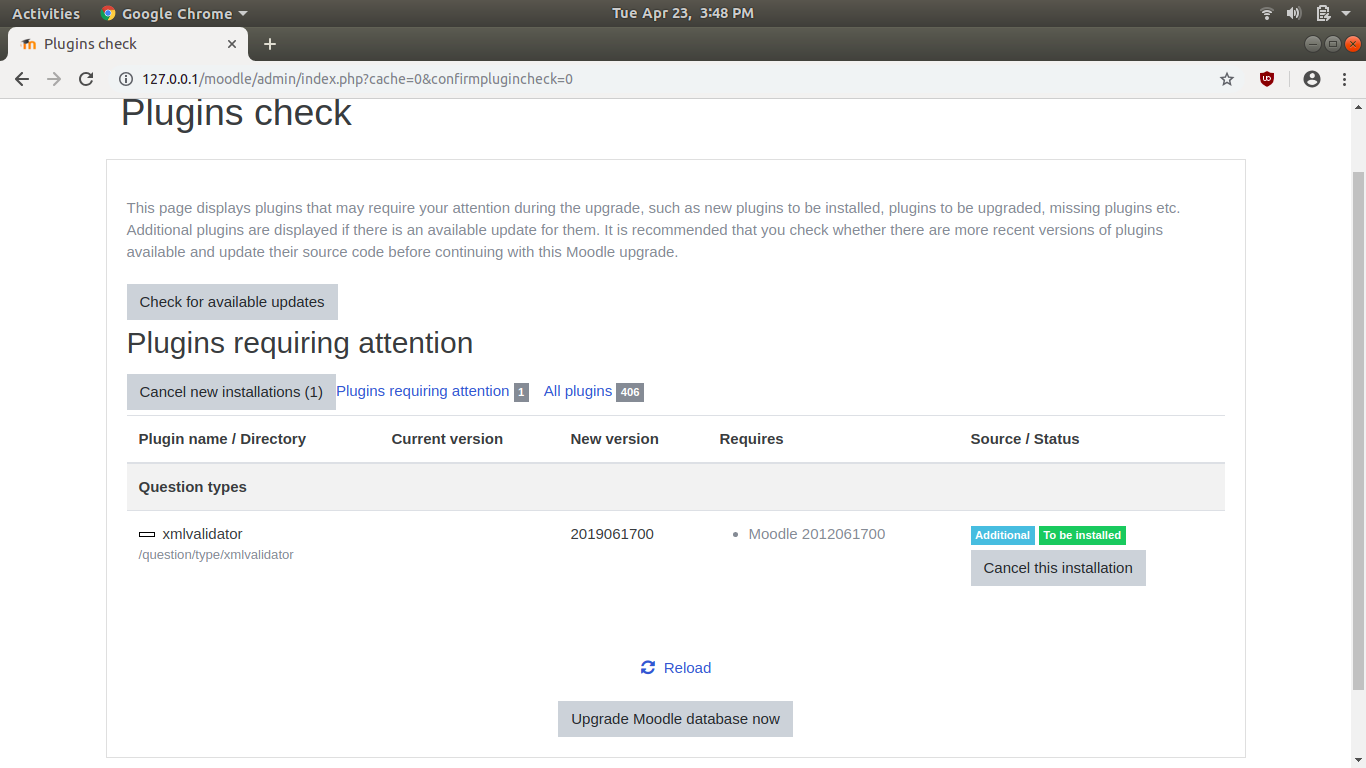 Activities
Google Chrome
Tue Apr 23, 3:48 PM
Plugins check
127.0.0.1/moodle/admin/index.php?cache=0&confirmplugincheck=0
Plugins check
This page displays plugins that may require your attention during the upgrade, such as new plugins to be installed, plugins to be upgraded, missing plugins etc.
Additional plugins are displayed if there is an available update for them. It is recommended that you check whether there are more recent versions of plugins
available and update their source code before continuing with this Moodle upgrade.
Check for available updates
Plugins requiring attention
Cancel new installations (1) Plugins requiring attention 1 All plugins 406
Plugin name / Directory Current version New version Requires Source / Status
Question types
xmlvalidator 2019061700 • Moodle 2012061700 Additional To be installed
/question/type/xmlvalidator
Cancel this installation
Reload
Upgrade Moodle database now